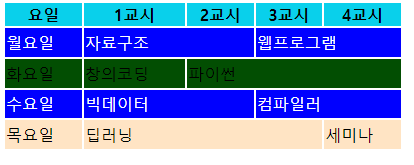 요일 1교시 2교시 3교시 4교시
월요일 자료구조 웹프로그램
화요일 창의코딩 파이썬
수요일 빅데이터 컴파일러
목요일 딥러닝 세미나